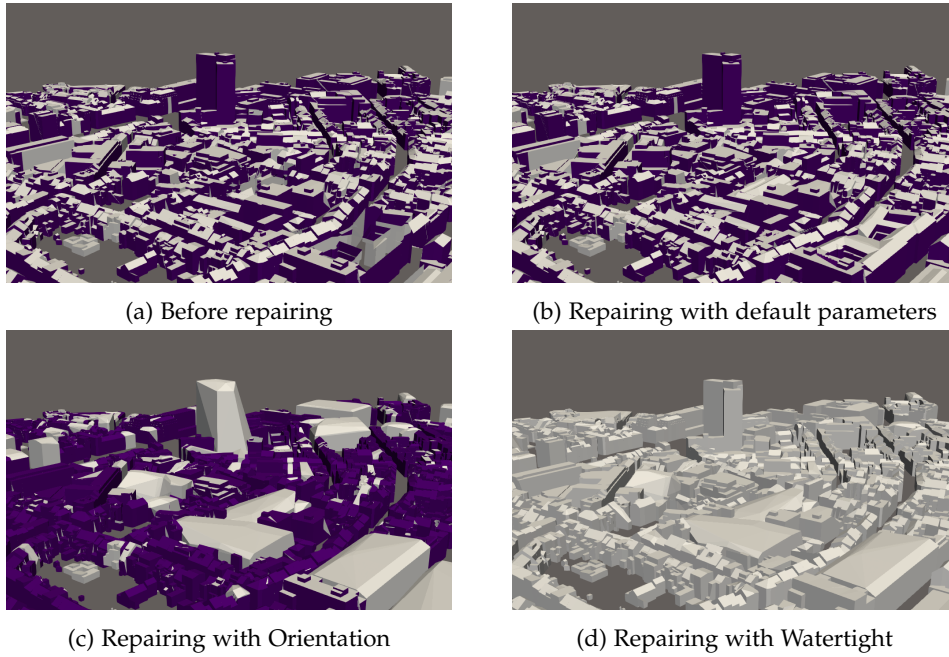 (a) Before repairing
(b) Repairing with default parameters
(c) Repairing with Orientation
(d) Repairing with Watertight